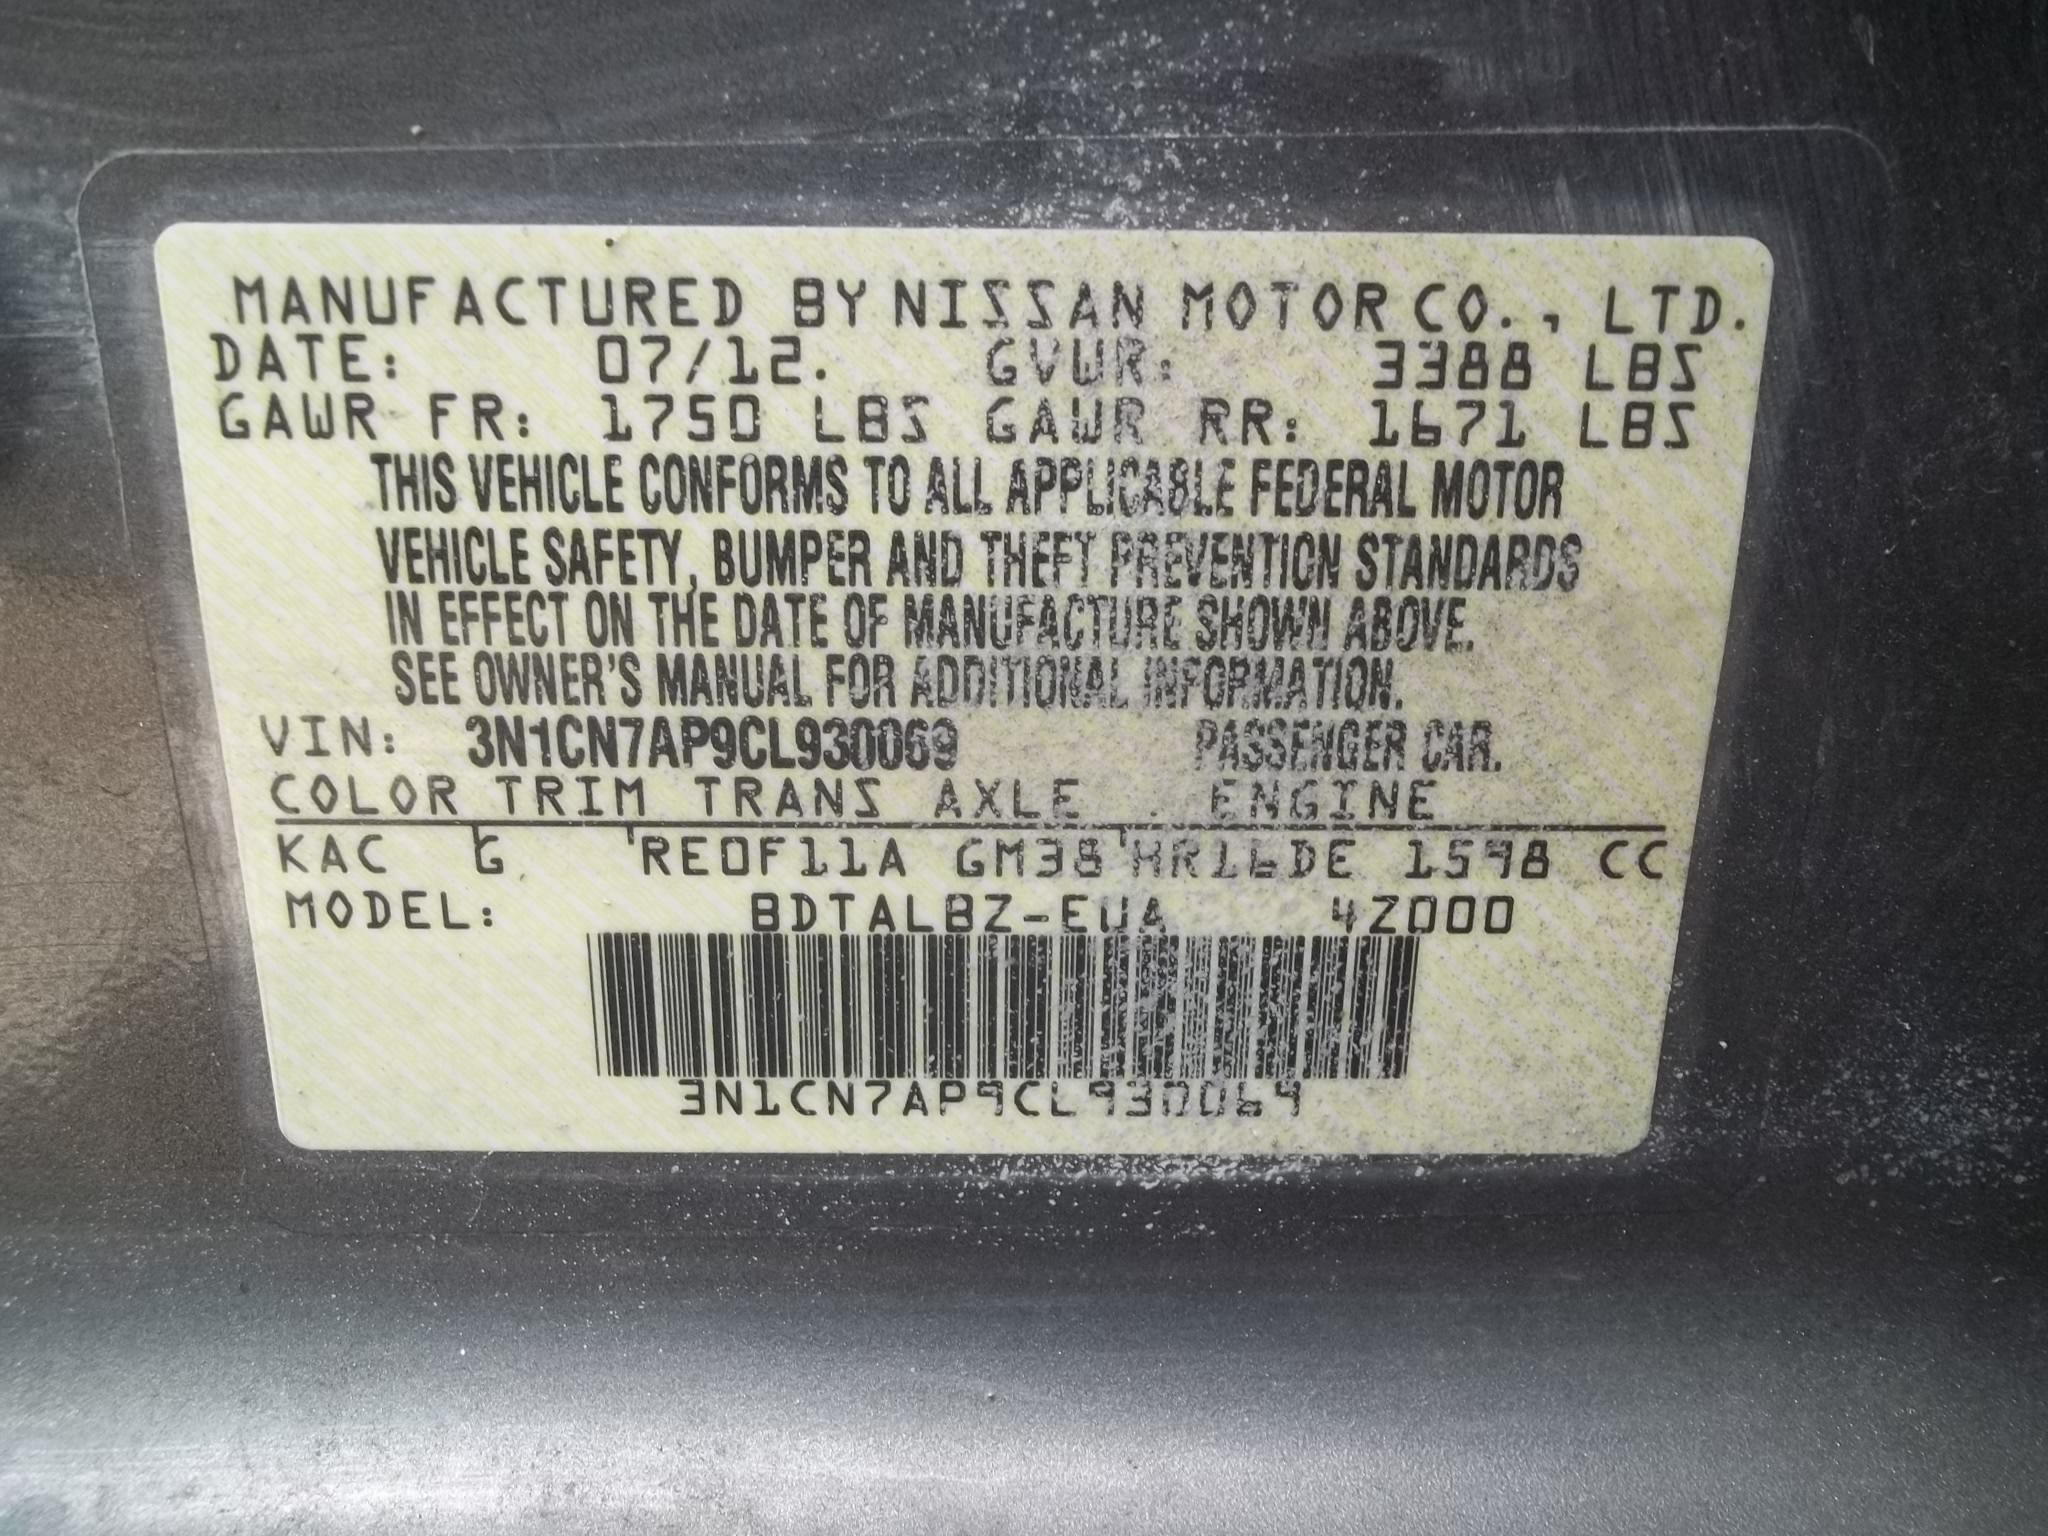 MANUFACTURED BY NISSAN MOTOR CO., LTD.
DATE: 07/12. GVWR: 3388 LBS
GAWR FR: 1750 LBS GAWR RR: 1671 LBS
THIS VEHICLE CONFORMS TO ALL APPLICABLE FEDERAL MOTOR
VEHICLE SAFETY, BUMPER AND THEFT PREVENTION STANDARDS
IN EFFECT ON THE DATE OF MANUFACTURE SHOWN ABOVE.
SEE OWNER'S MANUAL FOR ADDITIONAL INFORMATION.
VIN: 3N1CN7AP9CL930069 PASSENGER CAR.
COLOR TRIM TRANS AXLE ENGINE
KAC G RE0F11A GM38 HR16DE 1598 CC
MODEL: BDTALBZ-EUA 4Z000
3N1CN7AP9CL930069